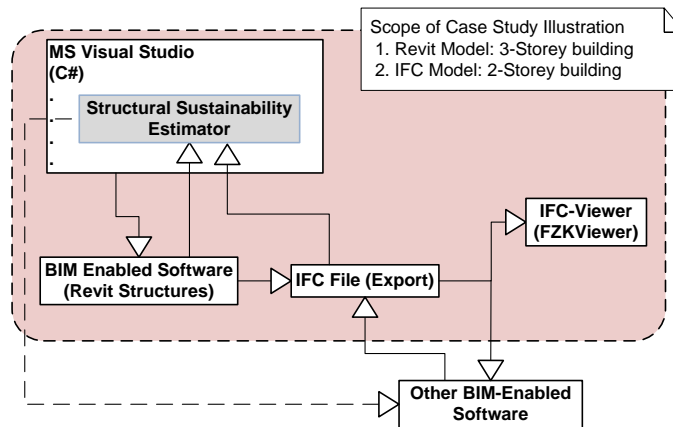 Scope of Case Study Illustration
1. Revit Model: 3-Storey building
2. IFC Model: 2-Storey building
MS Visual Studio
(C#)
.
.
.
.
Structural Sustainability
Estimator
IFC-Viewer
(FZKViewer)
BIM Enabled Software
(Revit Structures)
IFC File (Export)
Other BIM-Enabled
Software